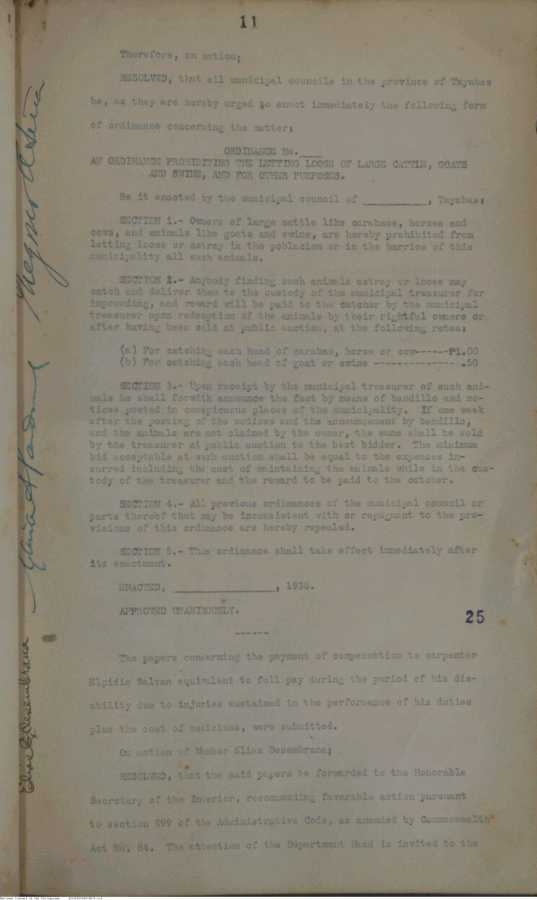 11
Therefore, on motion;
RESOLVED, that all municipal councils in the province of Tayabas
be, as they are hereby urged to enact immediately the following form
of ordinance concerning the matter:
ORDINANCE No.____
AN ORDINANCE PROHIBITING THE LETTING LOOSE OF LARGE CATTLE, GOATS
AND SWINE, AND FOR OTHER PURPOSES.
Be it enacted by the municipal council of ___________, Tayabas:
SECTION 1.- Owners of large cattle like carabaos, horses and
cows, and animals like goats and swine, are hereby prohibited from
letting loose or astray in the poblacion or in the barrios of this
municipality all such animals.
SECTION 2.- Anybody finding such animals astray or loose may
catch and deliver them to the custody of the municipal treasurer for
impounding, and reward will be paid to the catcher by the municipal
treasurer upon redemption of the animals by their rightful owners or
after having been sold at public auction, at the following rates:
(a) For catching each head of carabao, horse or cow------₱1.00
(b) For catching each head of goat or swine --------------- .50
SECTION 3.- Upon receipt by the municipal treasurer of such ani-
mals he shall forwith announce the fact by means of bandillo and no-
tices posted in conspicuous places of the municipality. If one week
after the posting of the notices and the announcement by bandillo,
and the animals are not claimed by the owner, the same shall be sold
by the treasurer at public auction to the best bidder. The minimum
bid acceptable at such auction shall be equal to the expenses in-
curred including the cost of maintaining the animals while in the cus-
tody of the treasurer and the reward to be paid to the catcher.
SECTION 4.- All previous ordinances of the municipal council or
parts thereof that may be inconsistent with or repugnant to the pro-
visions of this ordinance are hereby repealed.
SECTION 5.- This ordinance shall take effect immediately after
its enactment.
ENACTED, _________________, 1938.
APPROVED UNANIMOUSLY.
25
------
The papers concerning the payment of compensation to carpenter
Elpidio Salvan equivalent to full pay during the period of his dis-
ability due to injuries sustained in the performance of his duties
plus the cost of medicines, were submitted.
On motion of Member Elias Desembrana;
RESOLVED, that the said papers be forwarded to the Honorable
Secretary of the Interior, recommending favorable action pursuant
to section 699 of the Administrative Code, as amended by Commonwealth
Act No. 84. The attention of the Department Head is invited to the